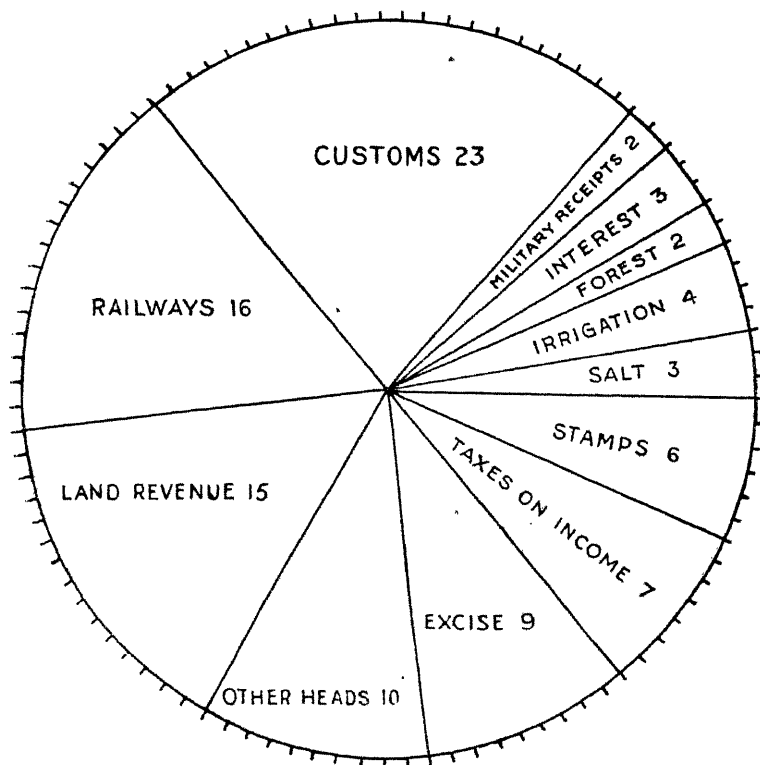 CUSTOMS 23
MILITARY RECEIPTS 2
INTEREST 3
FOREST 2
IRRIGATION 4
SALT 3
STAMPS 6
TAXES ON INCOME 7
EXCISE 9
OTHER HEADS 10
LAND REVENUE 15
RAILWAYS 16